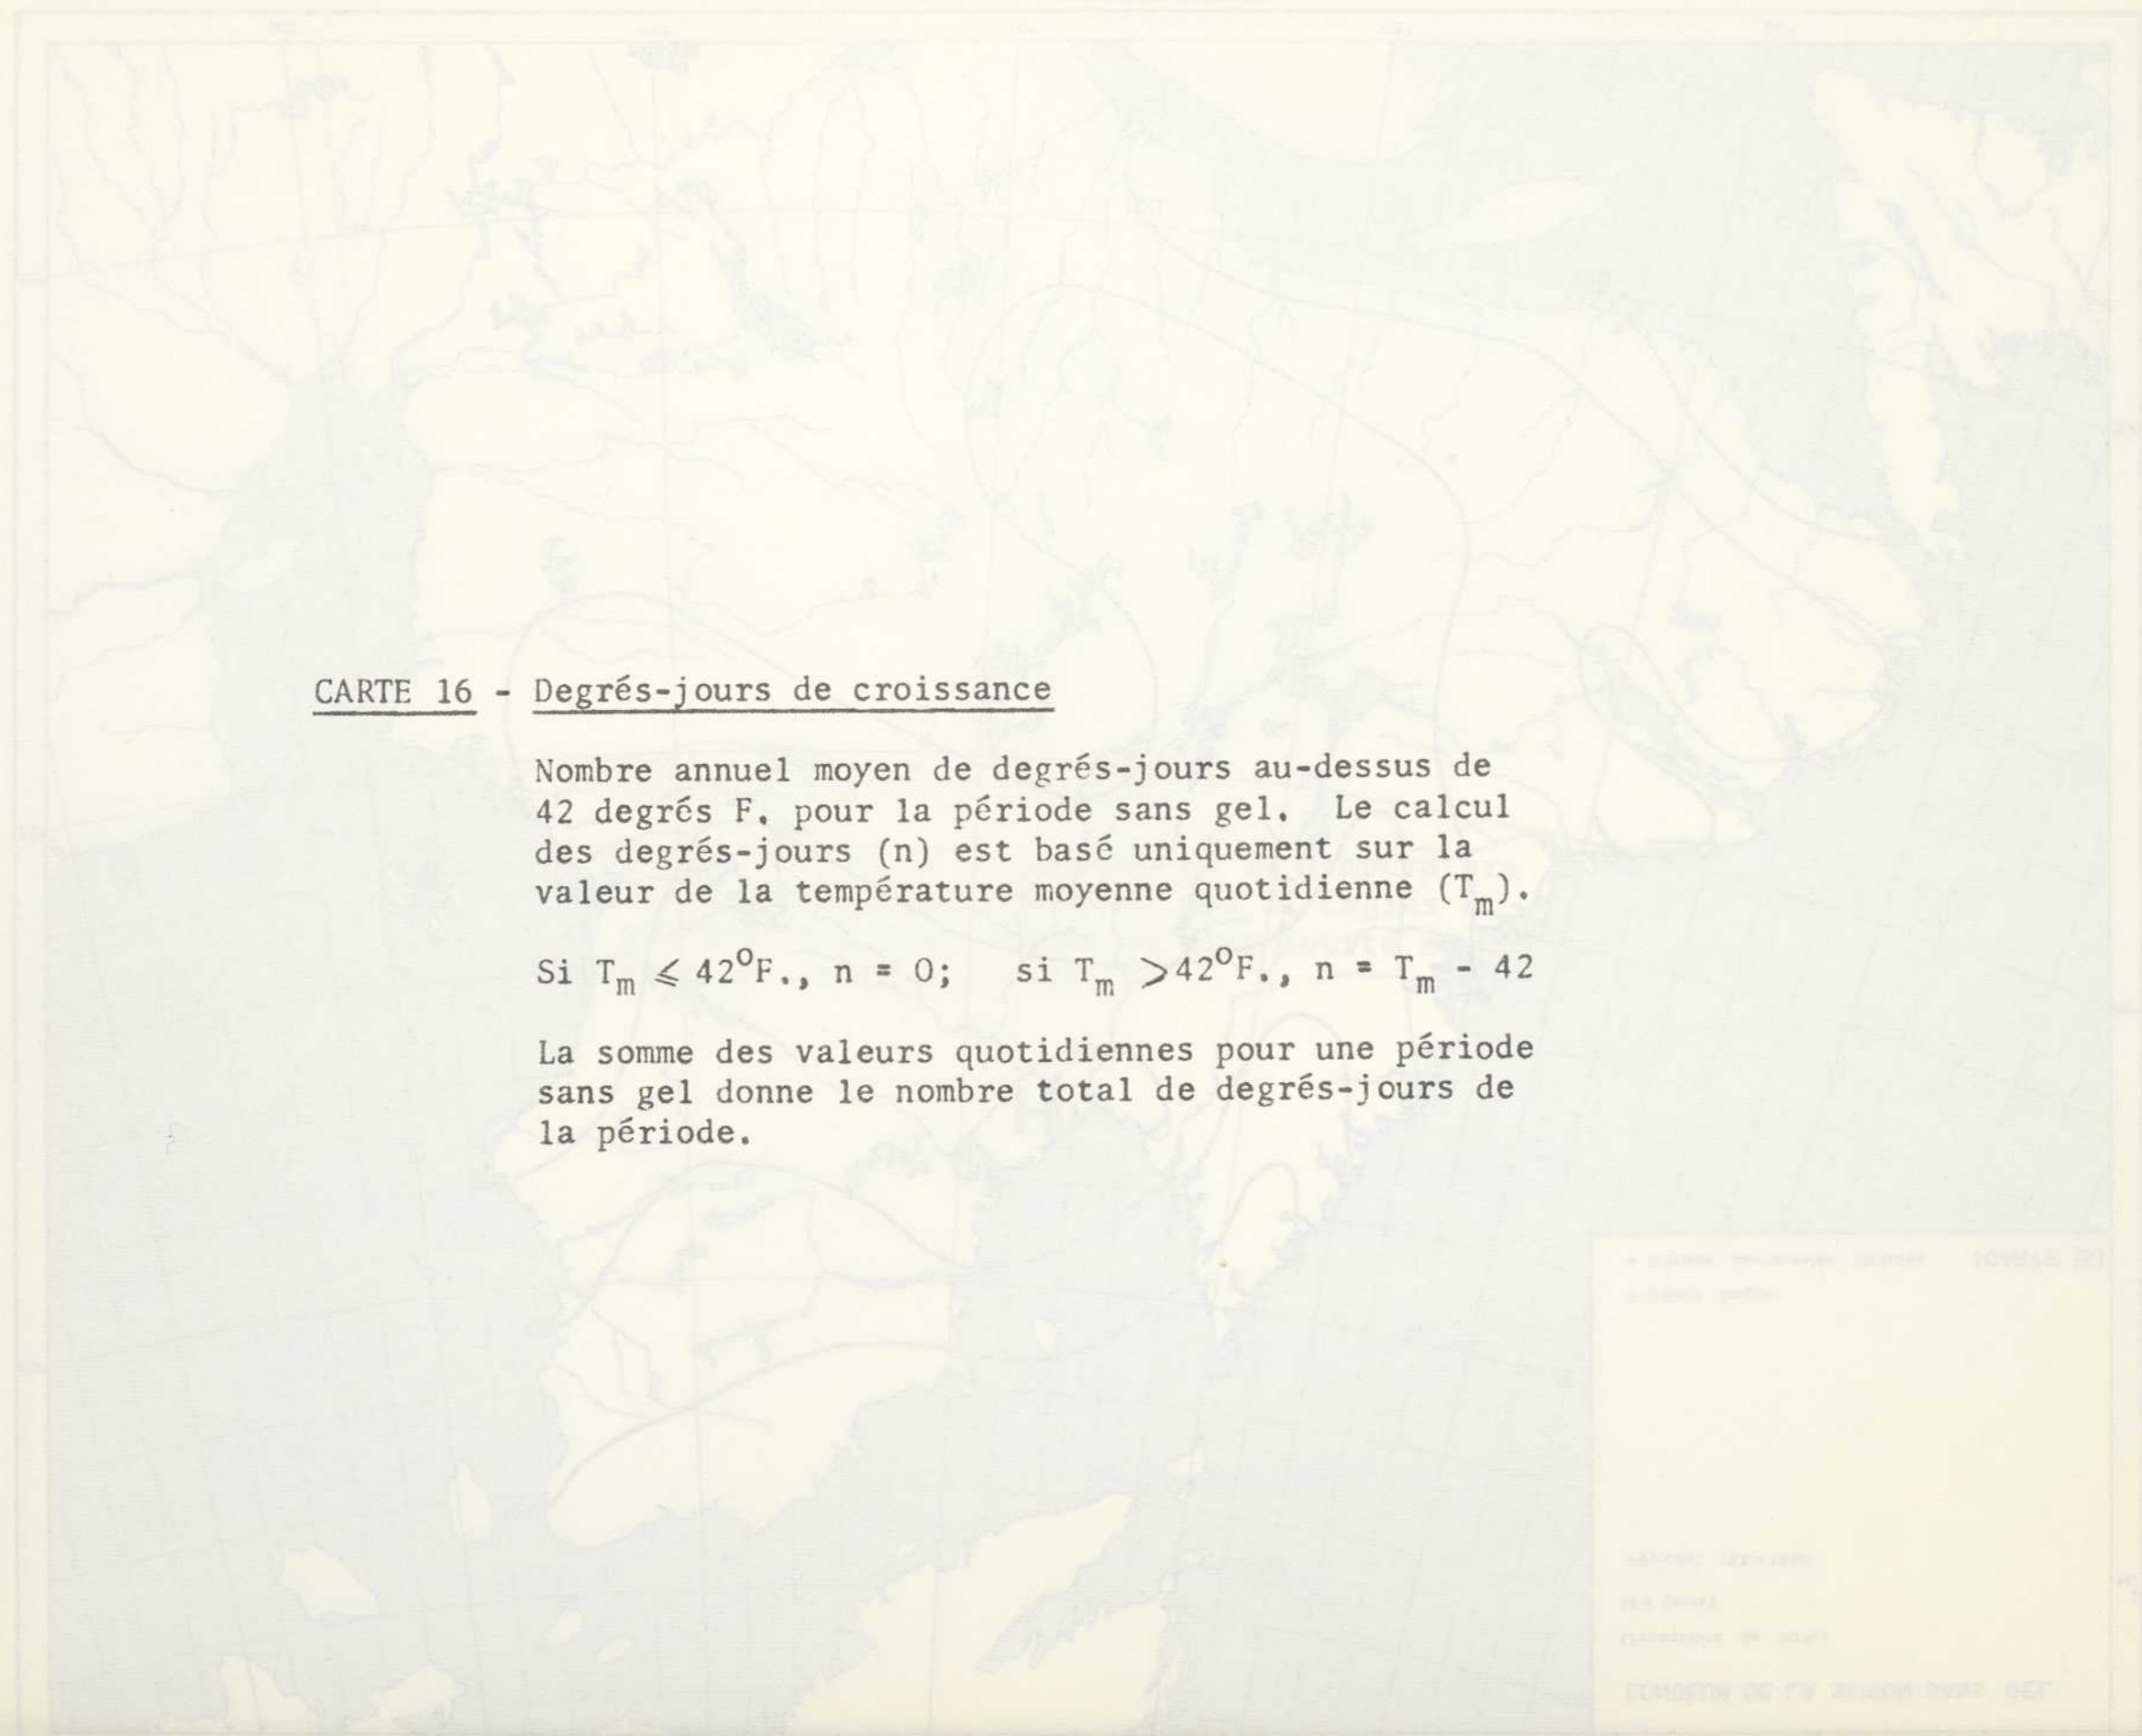 CARTE 16 - Degrés-jours de croissance
Nombre annuel moyen de degrés-jours au-dessus de
42 degrés F. pour la période sans gel. Le calcul
des degrés-jours (n) est basé uniquement sur la
valeur de la température moyenne quotidienne (Tₘ).
Si Tₘ ⩽ 42°F., n = 0; si Tₘ >42°F., n = Tₘ - 42
La somme des valeurs quotidiennes pour une période
sans gel donne le nombre total de degrés-jours de
la période.